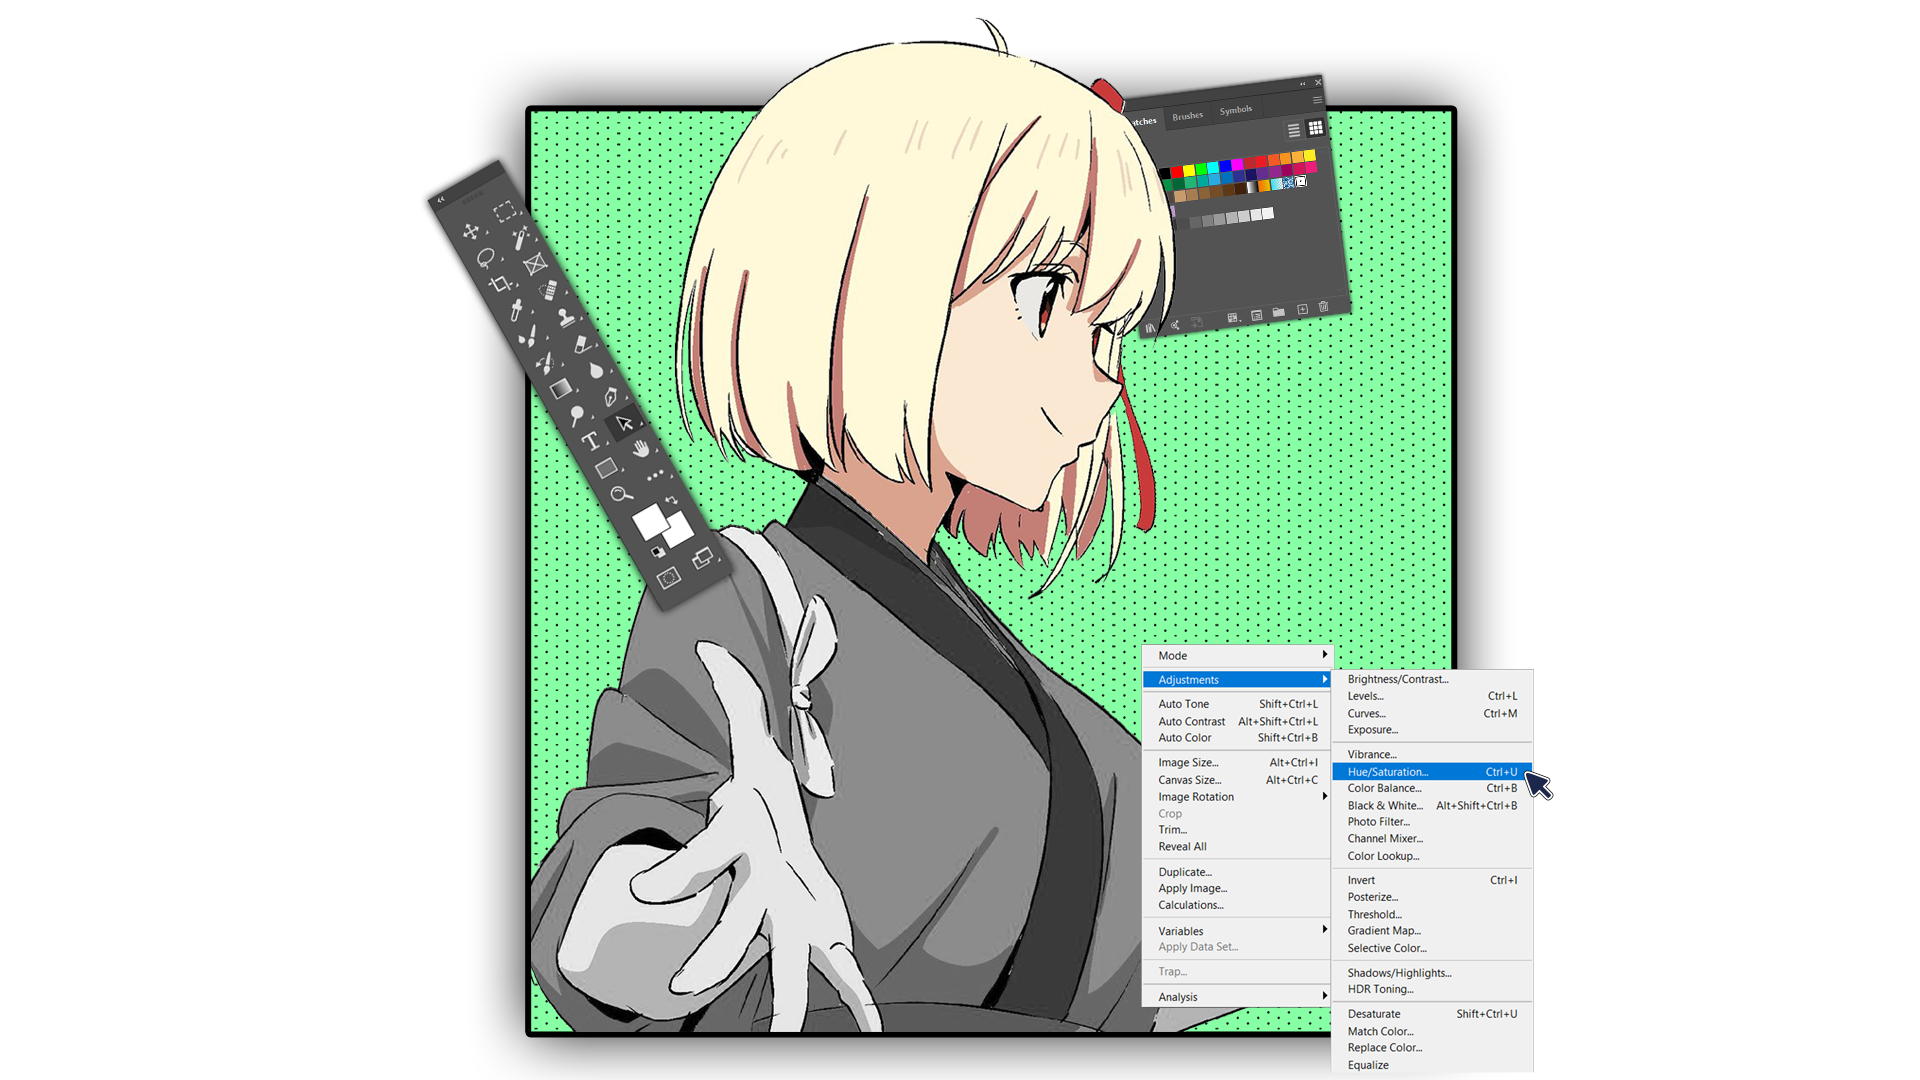 Brushes
Symbols
Mode
Adjustments
Auto Tone Shift+Ctrl+L
Auto Contrast Alt+Shift+Ctrl+L
Auto Color Shift+Ctrl+B
Image Size... Alt+Ctrl+I
Canvas Size... Alt+Ctrl+C
Image Rotation
Crop
Trim...
Reveal All
Duplicate...
Apply Image...
Calculations...
Variables
Apply Data Set...
Trap...
Analysis
Brightness/Contrast...
Levels... Ctrl+L
Curves... Ctrl+M
Exposure...
Vibrance...
Hue/Saturation... Ctrl+U
Color Balance... Ctrl+B
Black & White... Alt+Shift+Ctrl+B
Photo Filter...
Channel Mixer...
Color Lookup...
Invert Ctrl+I
Posterize...
Threshold...
Gradient Map...
Selective Color...
Shadows/Highlights...
HDR Toning...
Desaturate Shift+Ctrl+U
Match Color...
Replace Color...
Equalize